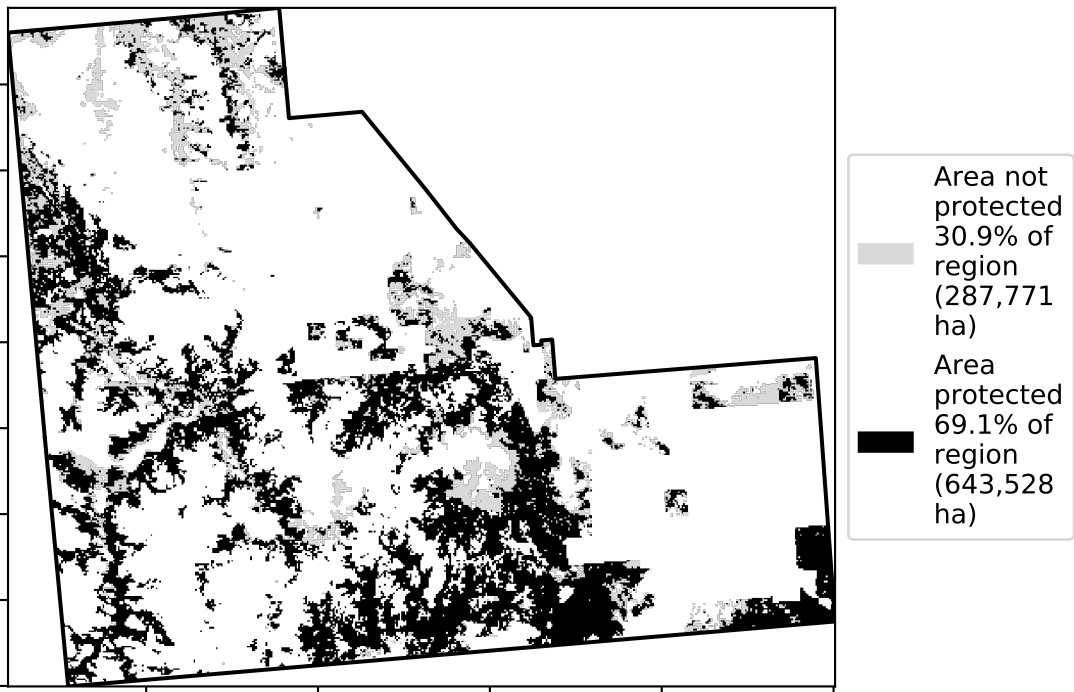 Area not
protected
30.9% of
region
(287,771
ha)
Area
protected
69.1% of
region
(643,528
ha)